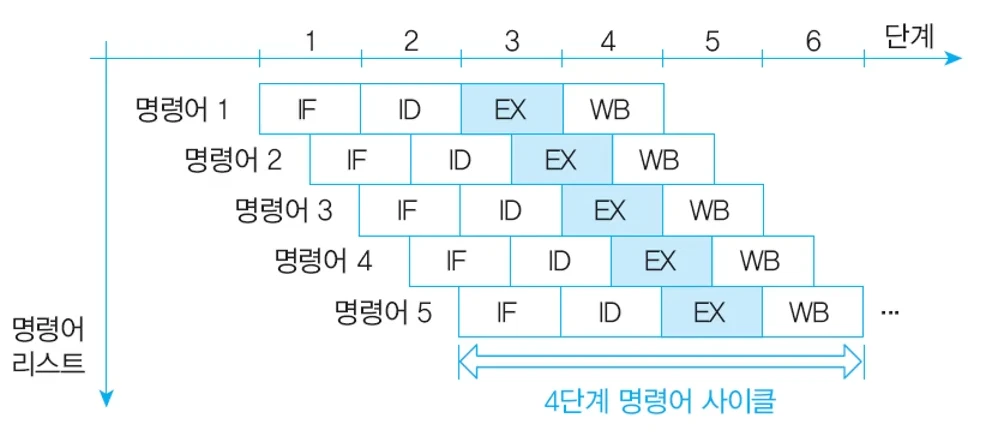 1 2 3 4 5 6 단계
명령어 1 IF ID EX WB
명령어 2 IF ID EX WB
명령어 3 IF ID EX WB
명령어 4 IF ID EX WB
명령어 5 IF ID EX WB ...
명령어
리스트
4단계 명령어 사이클